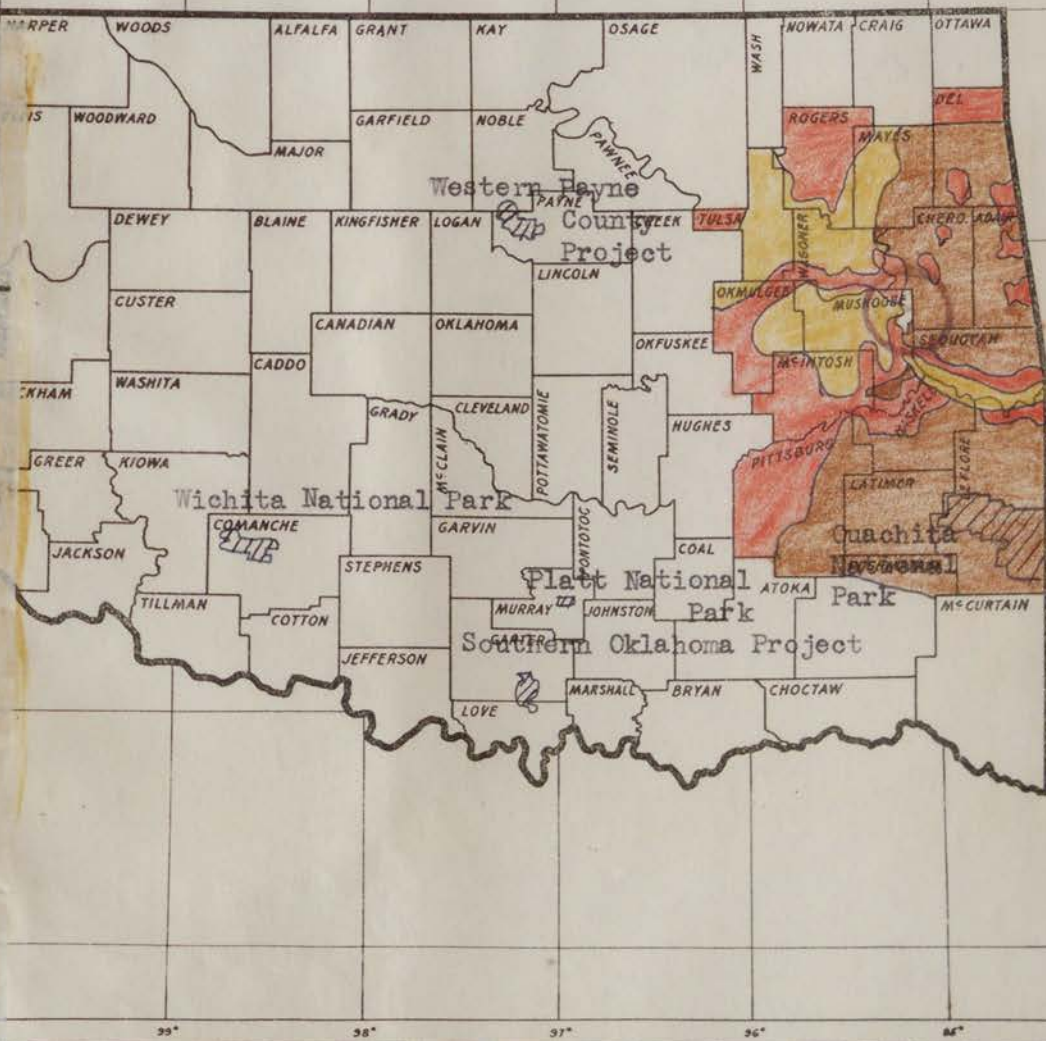 WOODS
ALFALFA
GRANT
KAY
OSAGE
WASH
NOWATA
CRAIG
OTTAWA
WOODWARD
MAJOR
GARFIELD
NOBLE
PAWNEE
ROGERS
MAYES
DEL
Western Payne
County
Project
PAYNE
DEWEY
BLAINE
KINGFISHER
LOGAN
CREEK
TULSA
WAGONER
CHERO.
ADAIR
LINCOLN
CUSTER
CANADIAN
OKLAHOMA
OKMULGEE
MUSKOGEE
OKFUSKEE
SEQUOYAH
WASHITA
CADDO
MCINTOSH
GRADY
MCCLAIN
CLEVELAND
POTTAWATOMIE
SEMINOLE
HUGHES
HASKELL
PITTSBURG
LE FLORE
LATIMER
GREER
KIOWA
Wichita National Park
COMANCHE
GARVIN
PONTOTOC
COAL
JACKSON
STEPHENS
Platt National
Park
ATOKA
Ouachita
National
Park
TILLMAN
COTTON
MURRAY
JOHNSTON
MCCURTAIN
CARTER
Southern Oklahoma Project
JEFFERSON
LOVE
MARSHALL
BRYAN
CHOCTAW
99°
98°
97°
96°
95°